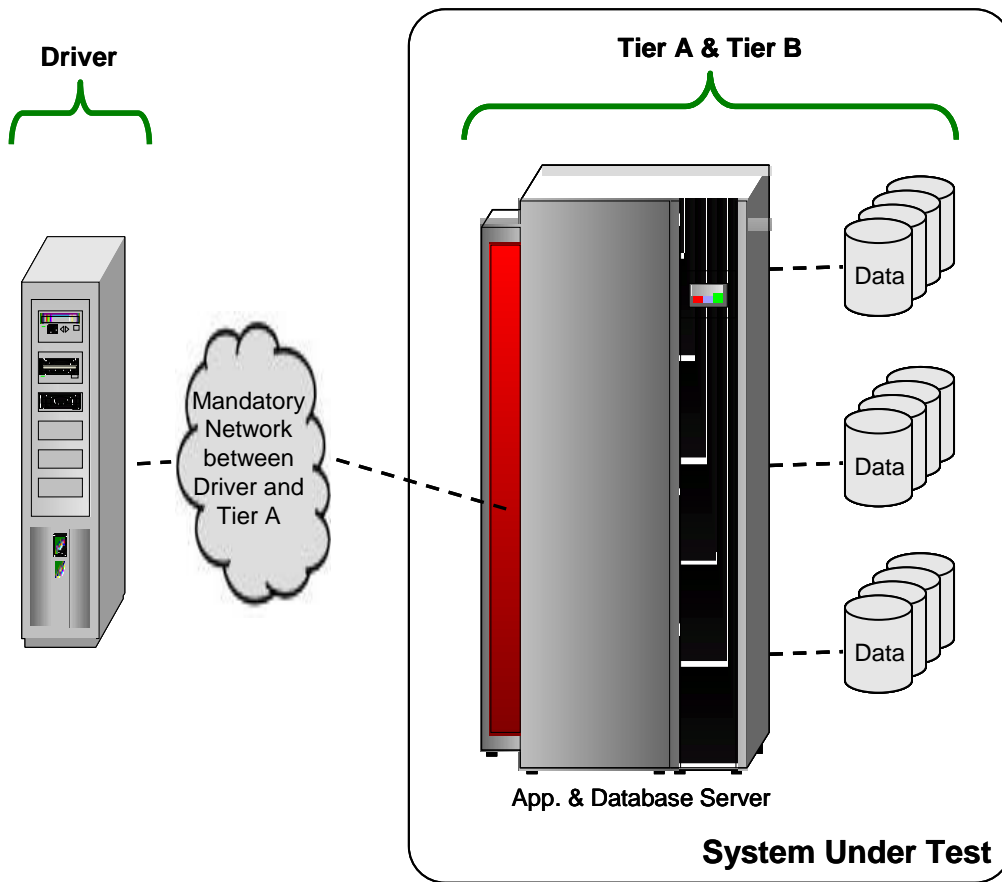 Driver
Tier A & Tier B
Data
Mandatory
Network
between
Driver and
Tier A
Data
Data
App. & Database Server
System Under Test